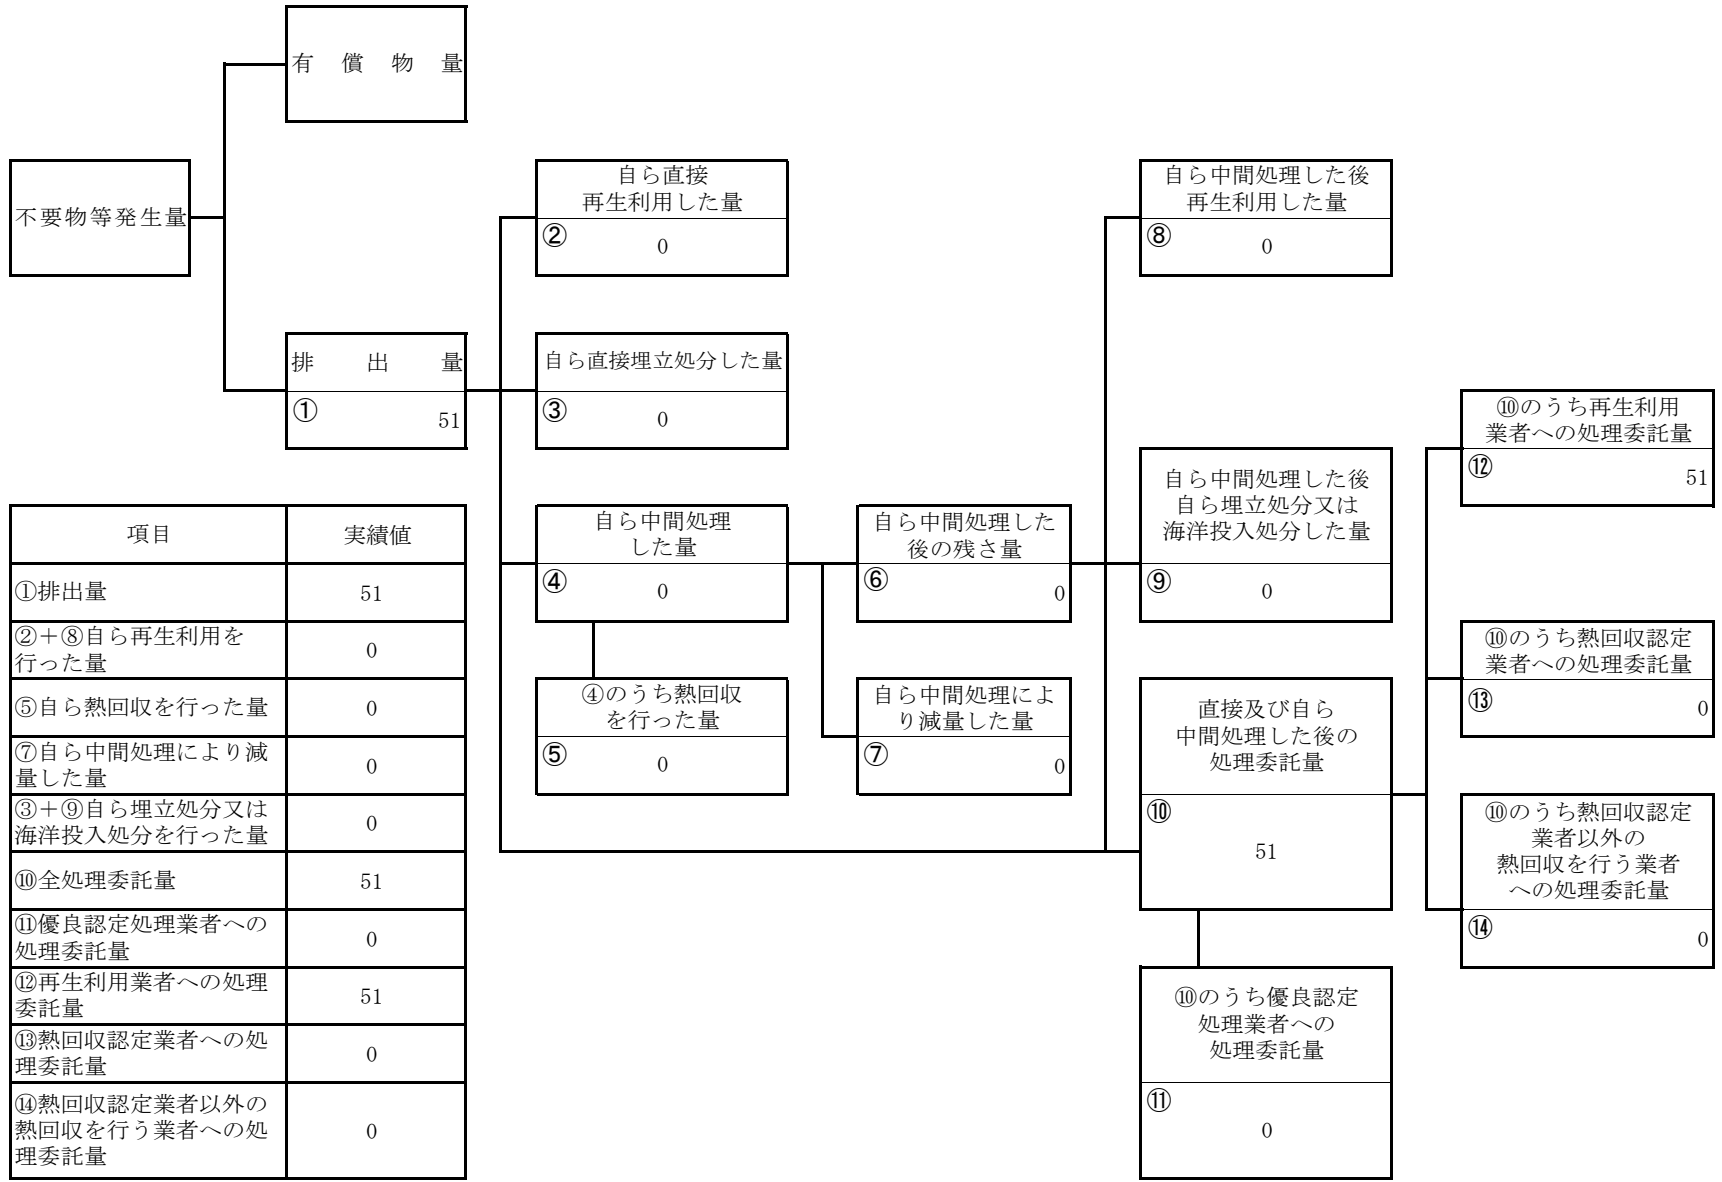 有償物量
不要物等発生量
排出量
①
51
自ら直接
再生利用した量
②
0
自ら直接埋立処分した量
③
0
自ら中間処理
した量
④
0
④のうち熱回収
を行った量
⑤
0
自ら中間処理した
後の残さ量
⑥
0
自ら中間処理によ
り減量した量
⑦
0
自ら中間処理した後
再生利用した量
⑧
0
自ら中間処理した後
自ら埋立処分又は
海洋投入処分した量
⑨
0
直接及び自ら
中間処理した後の
処理委託量
⑩
51
⑩のうち優良認定
処理業者への
処理委託量
⑪
0
⑩のうち再生利用
業者への処理委託量
⑫
51
⑩のうち熱回収認定
業者への処理委託量
⑬
0
⑩のうち熱回収認定
業者以外の
熱回収を行う業者
への処理委託量
⑭
0
項目 実績値
①排出量 51
②＋⑧自ら再生利用を
行った量
0
⑤自ら熱回収を行った量 0
⑦自ら中間処理により減
量した量
0
③＋⑨自ら埋立処分又は
海洋投入処分を行った量
0
⑩全処理委託量 51
⑪優良認定処理業者への
処理委託量
0
⑫再生利用業者への処理
委託量
51
⑬熱回収認定業者への処
理委託量
0
⑭熱回収認定業者以外の
熱回収を行う業者への処
理委託量
0